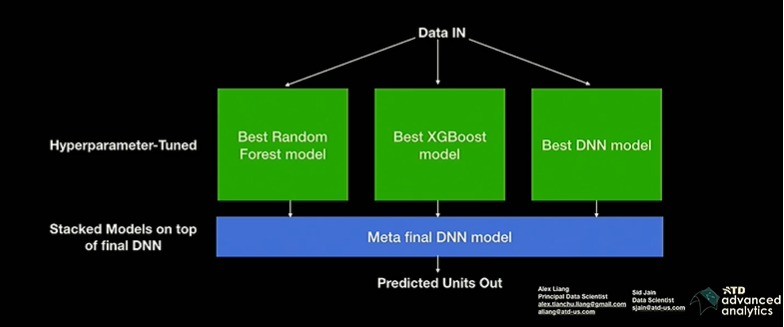 Data IN
Hyperparameter-Tuned
Best Random
Forest model
Best XGBoost
model
Best DNN model
Stacked Models on top
of final DNN
Meta final DNN model
Predicted Units Out
Alex Liang
Principal Data Scientist
alex.tianchu.liang@gmail.com
aliang@atd-us.com
Sid Jain
Data Scientist
sjain@atd-us.com
ATD
advanced
analytics